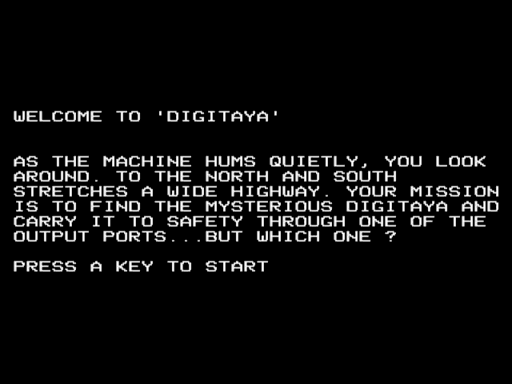 WELCOME TO 'DIGITAYA'
AS THE MACHINE HUMS QUIETLY, YOU LOOK
AROUND. TO THE NORTH AND SOUTH
STRETCHES A WIDE HIGHWAY. YOUR MISSION
IS TO FIND THE MYSTERIOUS DIGITAYA AND
CARRY IT TO SAFETY THROUGH ONE OF THE
OUTPUT PORTS...BUT WHICH ONE ?
PRESS A KEY TO START